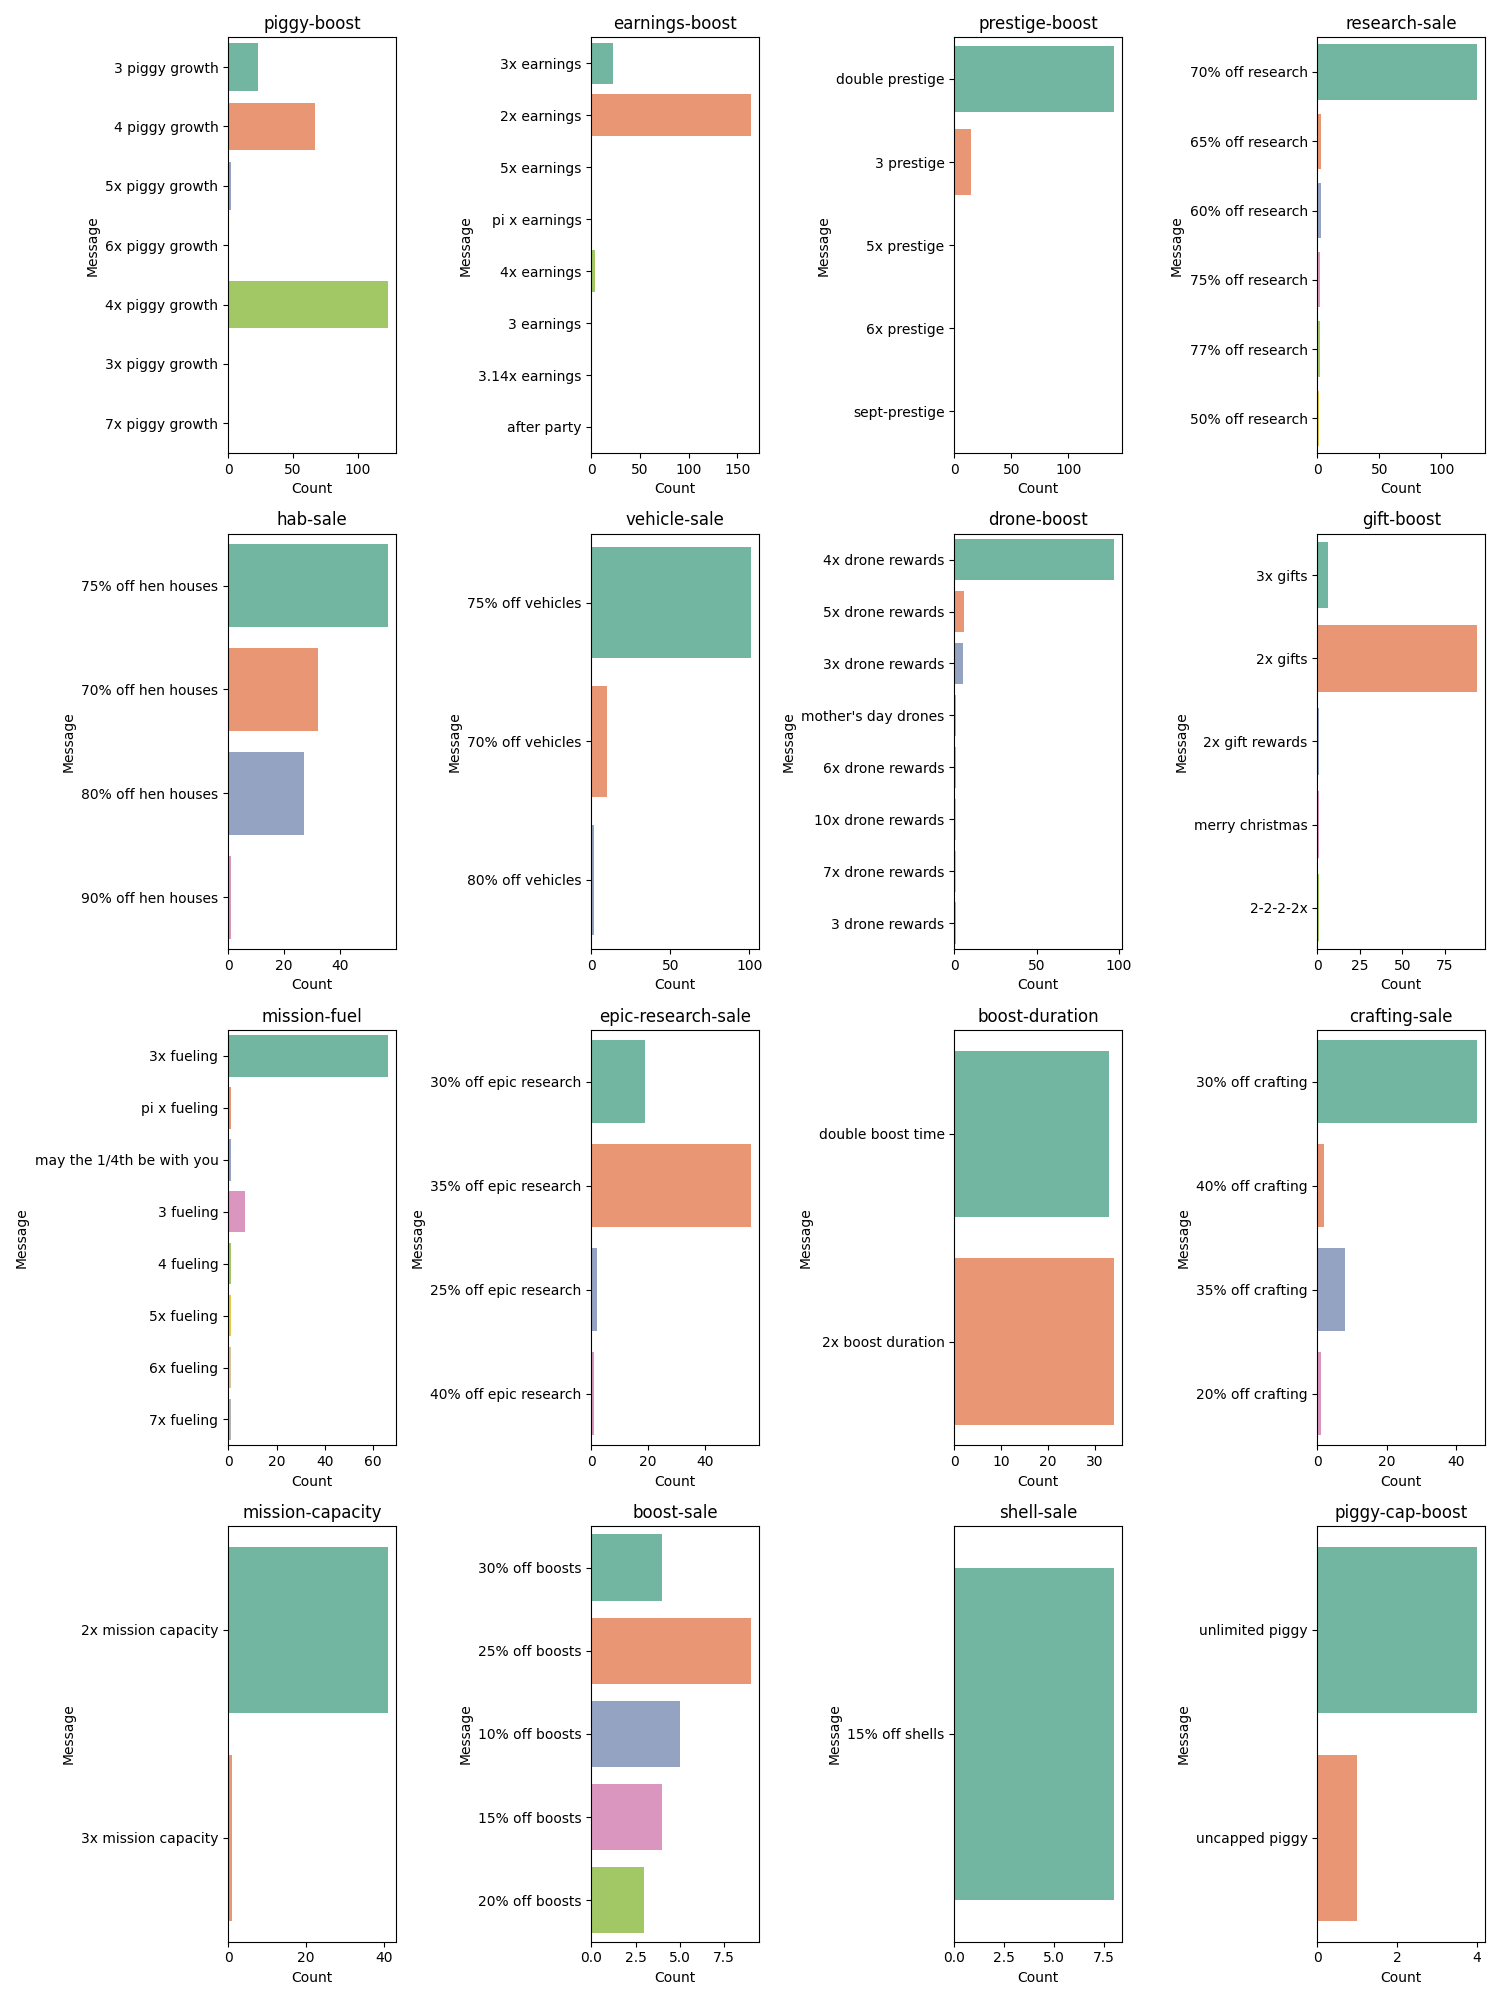 piggy-boost
Message
3 piggy growth
4 piggy growth
5x piggy growth
6x piggy growth
4x piggy growth
3x piggy growth
7x piggy growth
0 50 100
Count
earnings-boost
Message
3x earnings
2x earnings
5x earnings
pi x earnings
4x earnings
3 earnings
3.14x earnings
after party
0 50 100 150
Count
prestige-boost
Message
double prestige
3 prestige
5x prestige
6x prestige
sept-prestige
0 50 100
Count
research-sale
Message
70% off research
65% off research
60% off research
75% off research
77% off research
50% off research
0 50 100
Count
hab-sale
Message
75% off hen houses
70% off hen houses
80% off hen houses
90% off hen houses
0 20 40
Count
vehicle-sale
Message
75% off vehicles
70% off vehicles
80% off vehicles
0 50 100
Count
drone-boost
Message
4x drone rewards
5x drone rewards
3x drone rewards
mother's day drones
6x drone rewards
10x drone rewards
7x drone rewards
3 drone rewards
0 50 100
Count
gift-boost
Message
3x gifts
2x gifts
2x gift rewards
merry christmas
2-2-2-2x
0 25 50 75
Count
mission-fuel
Message
3x fueling
pi x fueling
may the 1/4th be with you
3 fueling
4 fueling
5x fueling
6x fueling
7x fueling
0 20 40 60
Count
epic-research-sale
Message
30% off epic research
35% off epic research
25% off epic research
40% off epic research
0 20 40
Count
boost-duration
Message
double boost time
2x boost duration
0 10 20 30
Count
crafting-sale
Message
30% off crafting
40% off crafting
35% off crafting
20% off crafting
0 20 40
Count
mission-capacity
Message
2x mission capacity
3x mission capacity
0 20 40
Count
boost-sale
Message
30% off boosts
25% off boosts
10% off boosts
15% off boosts
20% off boosts
0.0 2.5 5.0 7.5
Count
shell-sale
Message
15% off shells
0.0 2.5 5.0 7.5
Count
piggy-cap-boost
Message
unlimited piggy
uncapped piggy
0 2 4
Count